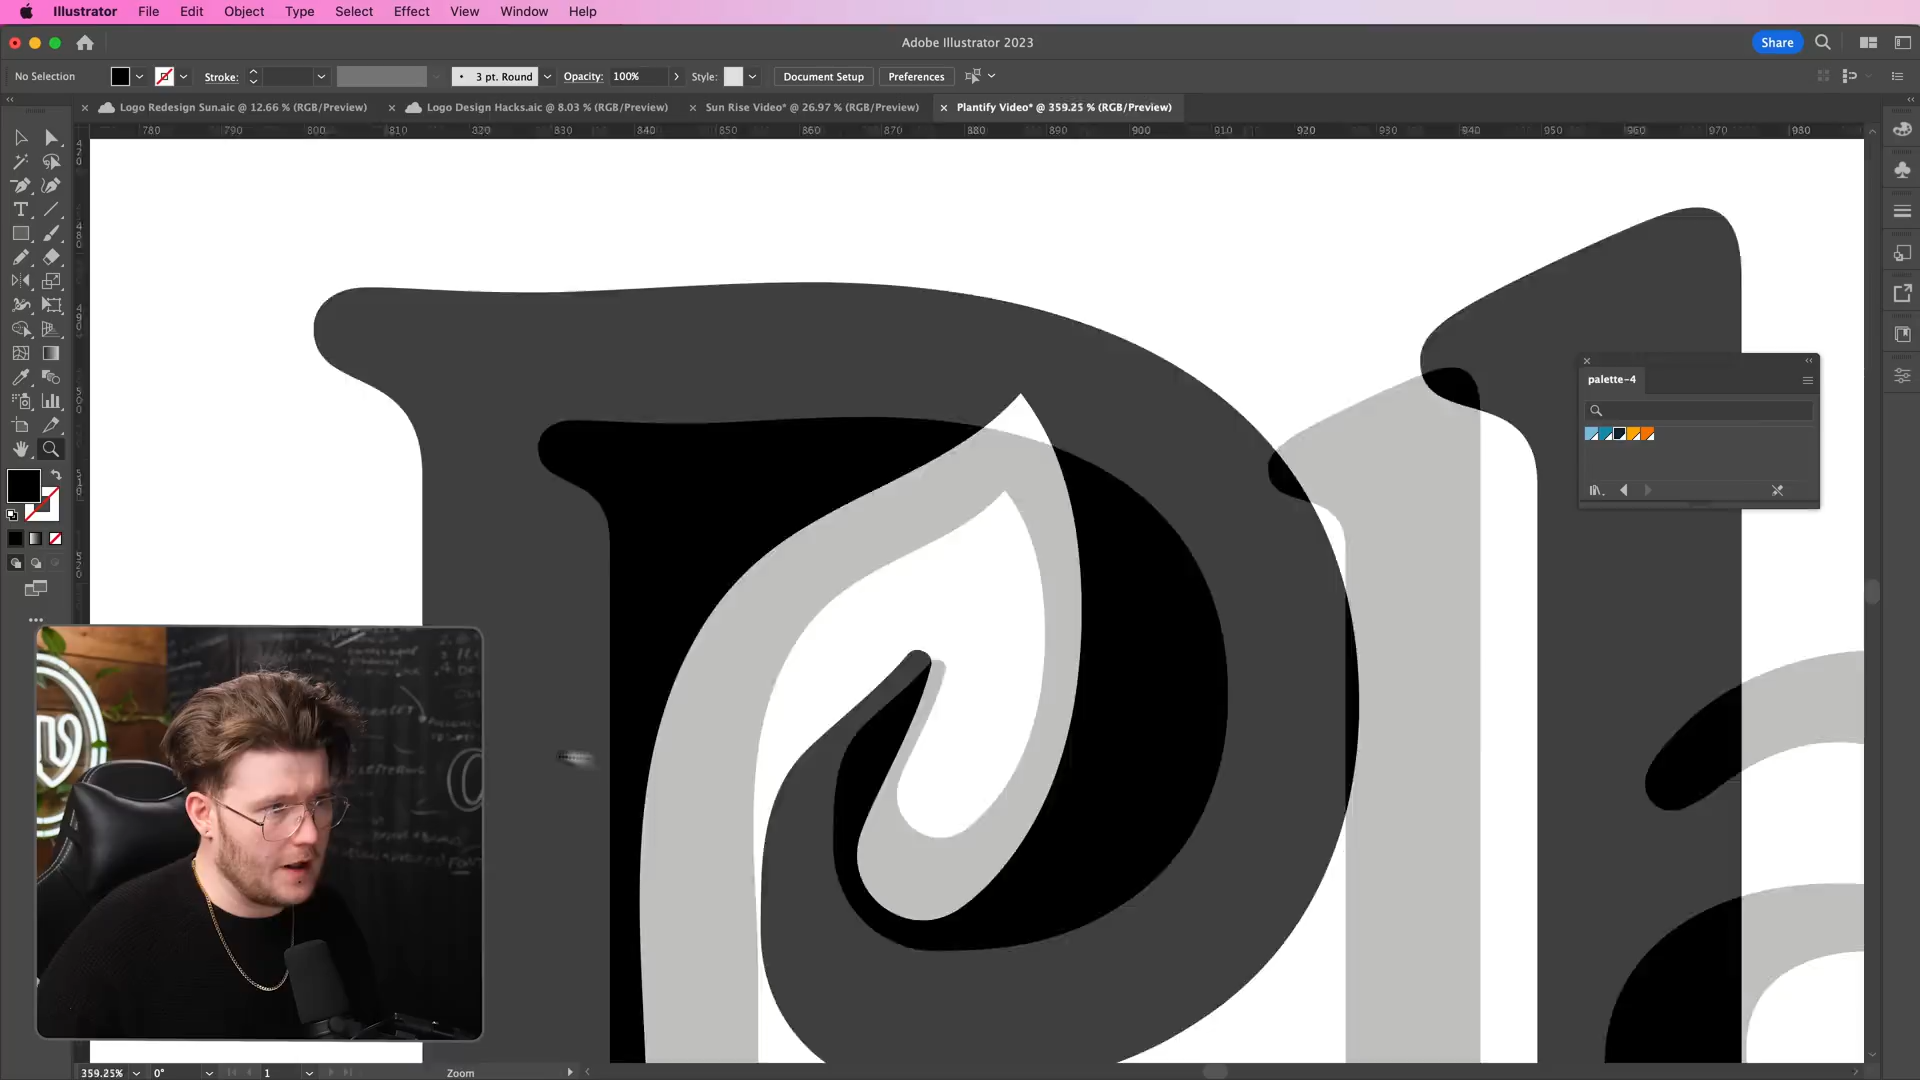 Illustrator File Edit Object Type Select Effect View Window Help
Adobe Illustrator 2023
Share
No Selection
Stroke:
3 pt. Round
Opacity: 100%
Style:
Document Setup
Preferences
Logo Redesign Sun.aic @ 12.66 % (RGB/Preview)
Logo Design Hacks.aic @ 8.03 % (RGB/Preview)
Sun Rise Video* @ 26.97 % (RGB/Preview)
Plantify Video* @ 359.25 % (RGB/Preview)
780 790 800 810 820 830 840 850 860 870 880 890 900 910 920 930 940 950 960 970 980
palette-4
Pla
359.25%
0°
1
Zoom